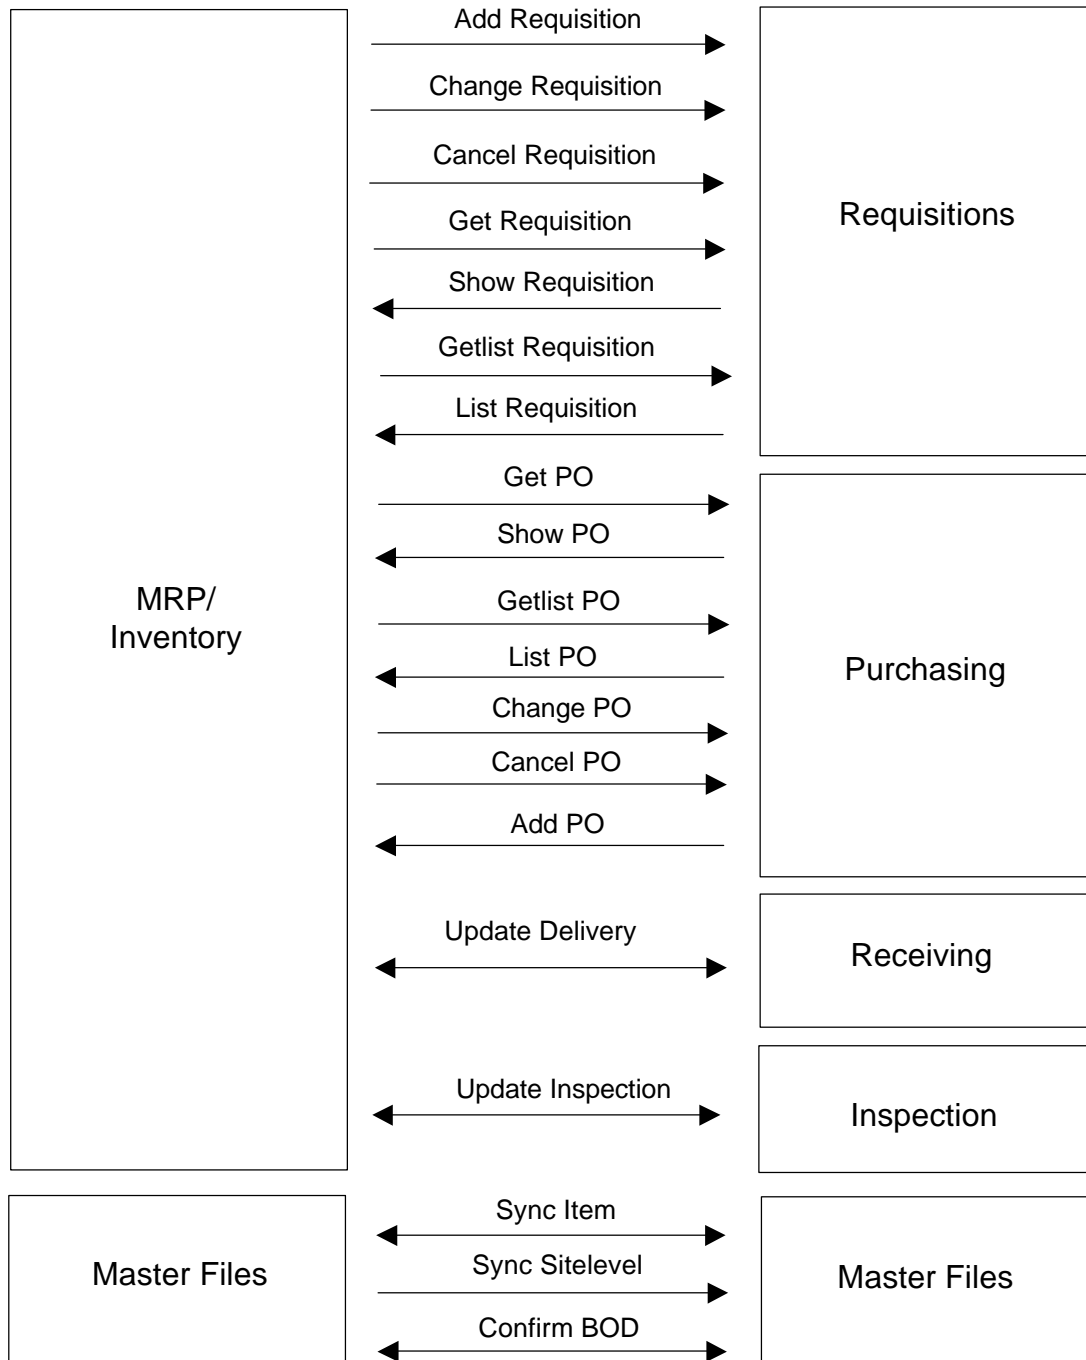 Add Requisition
Change Requisition
Cancel Requisition
Get Requisition
Show Requisition
Getlist Requisition
List Requisition
Requisitions
Get PO
Show PO
Getlist PO
List PO
Change PO
Cancel PO
Add PO
MRP/
Inventory
Purchasing
Update Delivery
Receiving
Update Inspection
Inspection
Master Files
Sync Item
Sync Sitelevel
Confirm BOD
Master Files